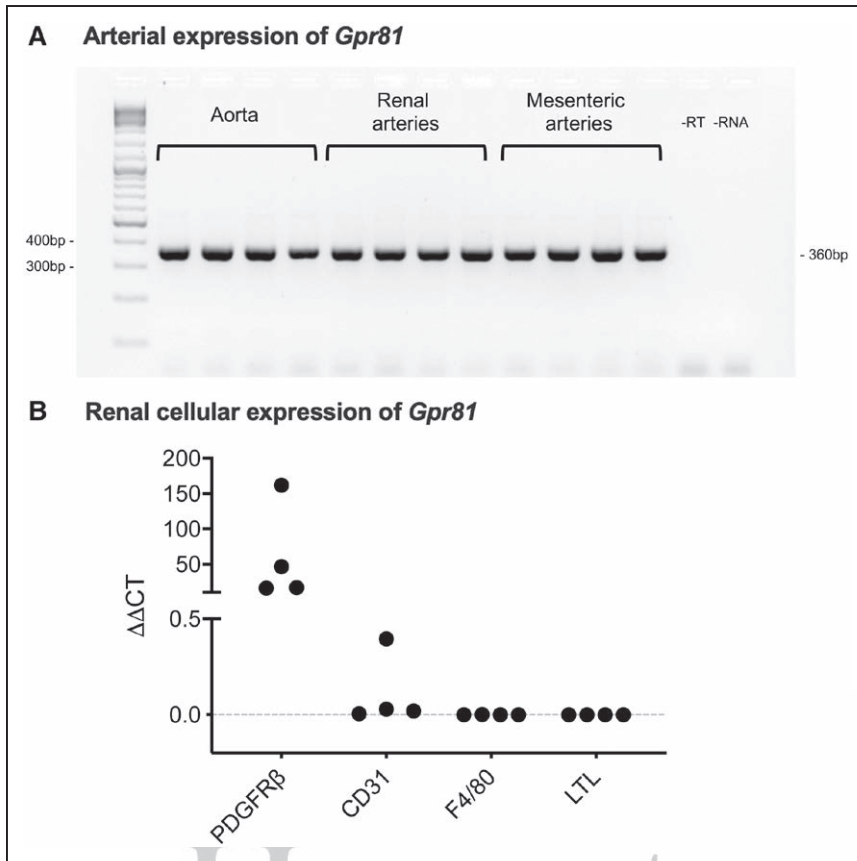 A Arterial expression of Gpr81
Aorta
Renal
arteries
Mesenteric
arteries
-RT -RNA
400bp -
300bp -
- 360bp
B Renal cellular expression of Gpr81
ΔΔCT
200
150
100
50
0.5
0.0
PDGFRβ
CD31
F4/80
LTL